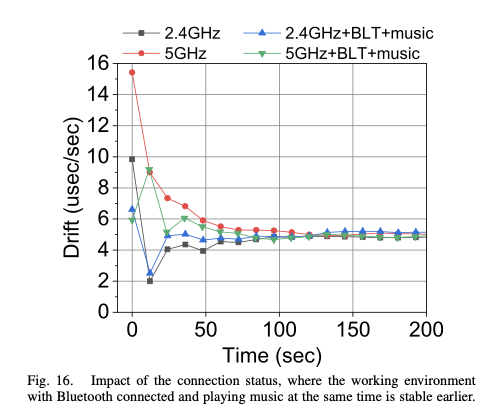 2.4GHz 2.4GHz+BLT+music
5GHz 5GHz+BLT+music
16
14
12
10
8
6
4
2
0
Drift (usec/sec)
0 50 100 150 200
Time (sec)
Fig. 16. Impact of the connection status, where the working environment
with Bluetooth connected and playing music at the same time is stable earlier.